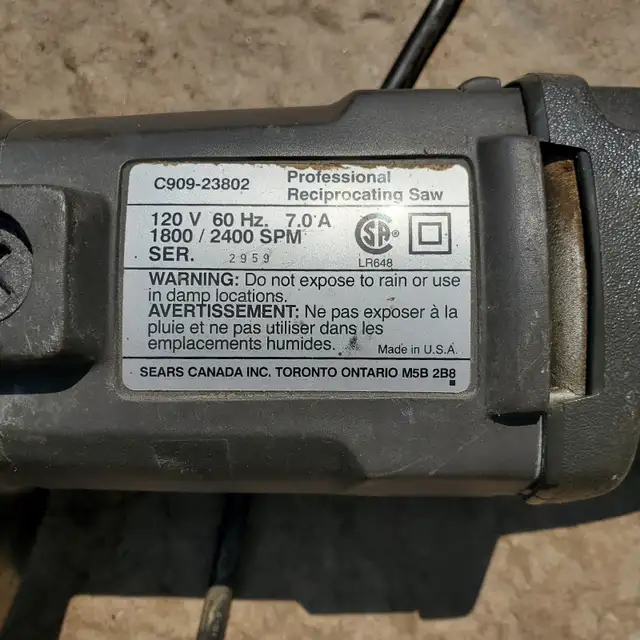 C909-23802
Professional
Reciprocating Saw
120 V 60 Hz. 7.0 A
1800 / 2400 SPM
SER. 2959
SA ®
LR648
WARNING: Do not expose to rain or use
in damp locations.
AVERTISSEMENT: Ne pas exposer à la
pluie et ne pas utiliser dans les
emplacements humides.
Made in U.S.A.
SEARS CANADA INC. TORONTO ONTARIO M5B 2B8